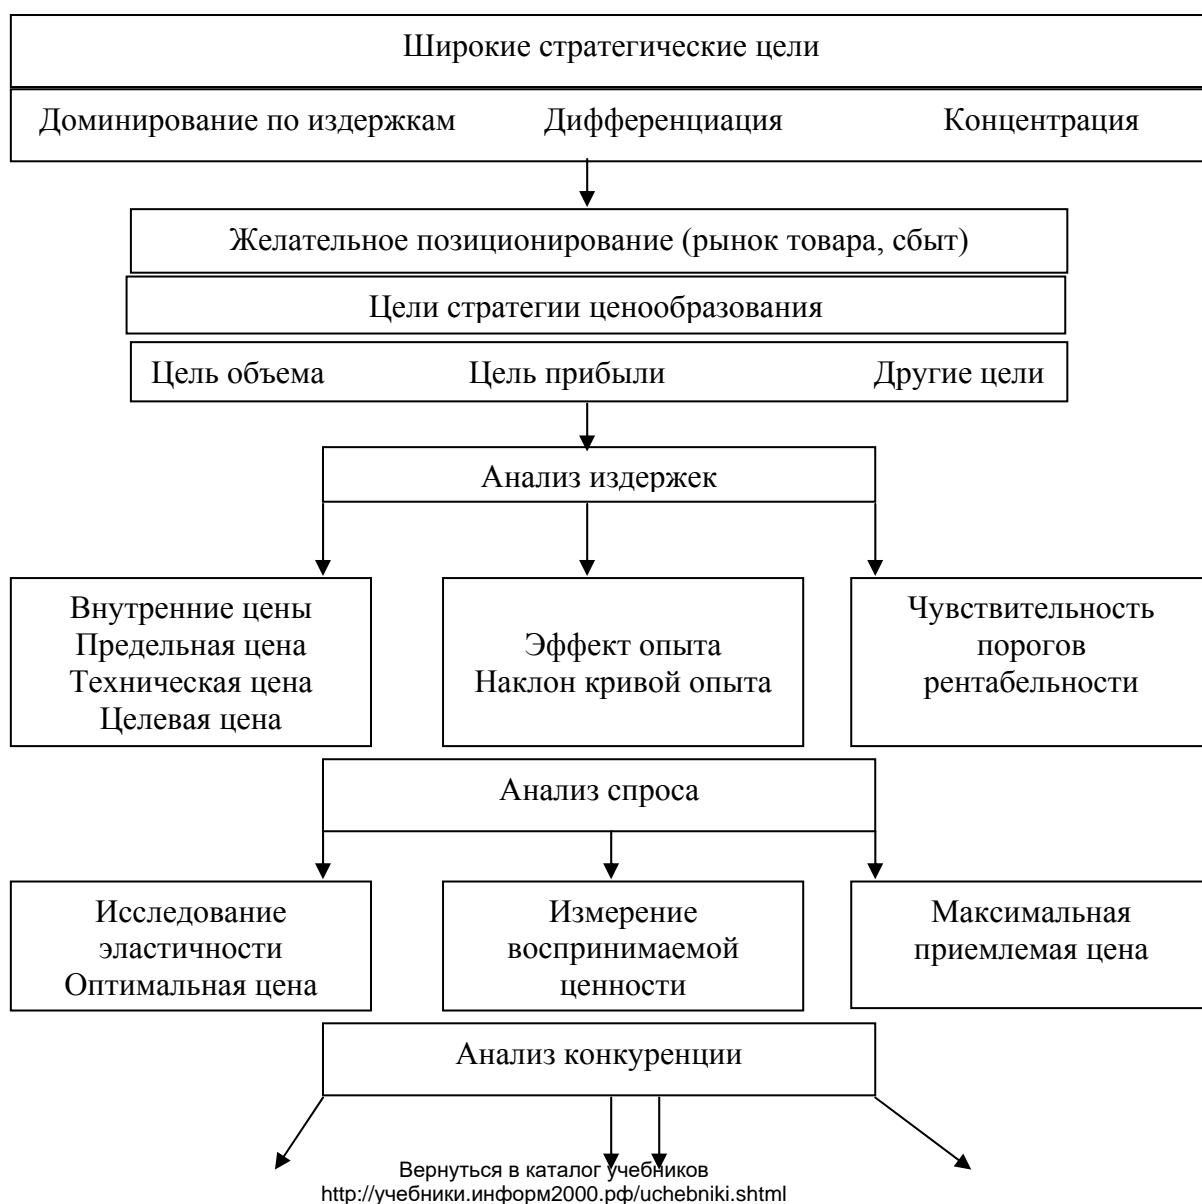 Широкие стратегические цели
Доминирование по издержкам Дифференциация Концентрация
Желательное позиционирование (рынок товара, сбыт)
Цели стратегии ценообразования
Цель объема Цель прибыли Другие цели
Анализ издержек
Внутренние цены
Предельная цена
Техническая цена
Целевая цена
Эффект опыта
Наклон кривой опыта
Чувствительность
порогов
рентабельности
Анализ спроса
Исследование
эластичности
Оптимальная цена
Измерение
воспринимаемой
ценности
Максимальная
приемлемая цена
Анализ конкуренции
Вернуться в каталог учебников
http://учебники.информ2000.рф/uchebniki.shtml